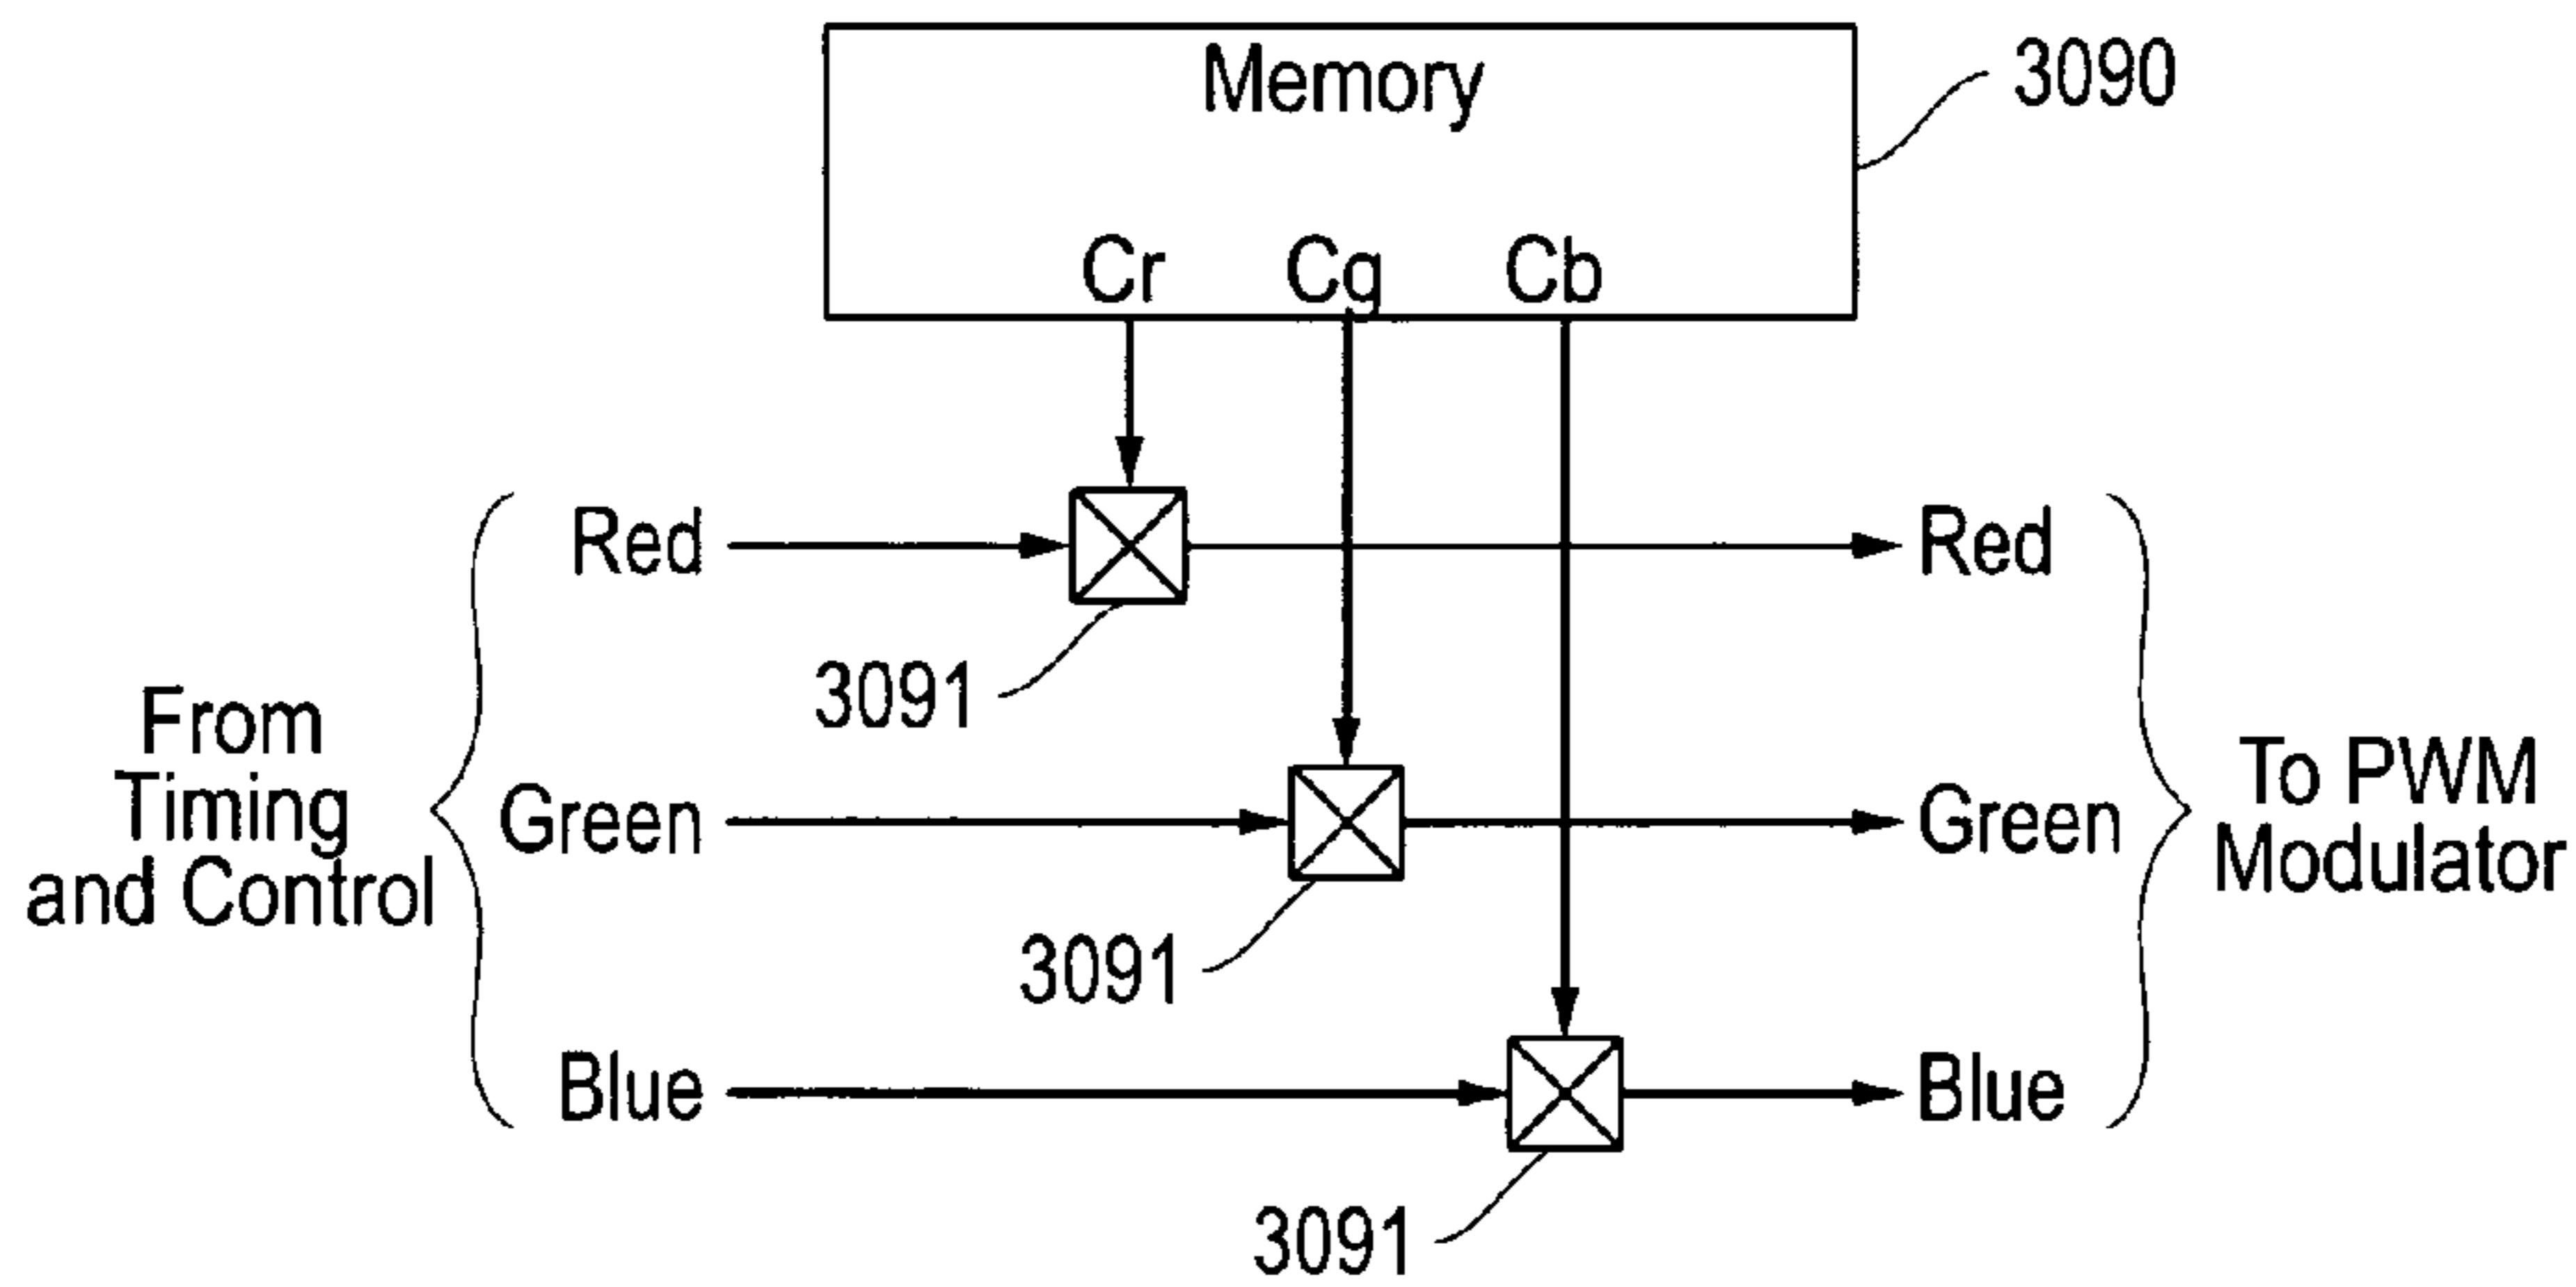 Memory
3090
Cr Cg Cb
Red
Red
3091
From
Timing
and Control
Green
Green
To PWM
Modulator
3091
Blue
Blue
3091